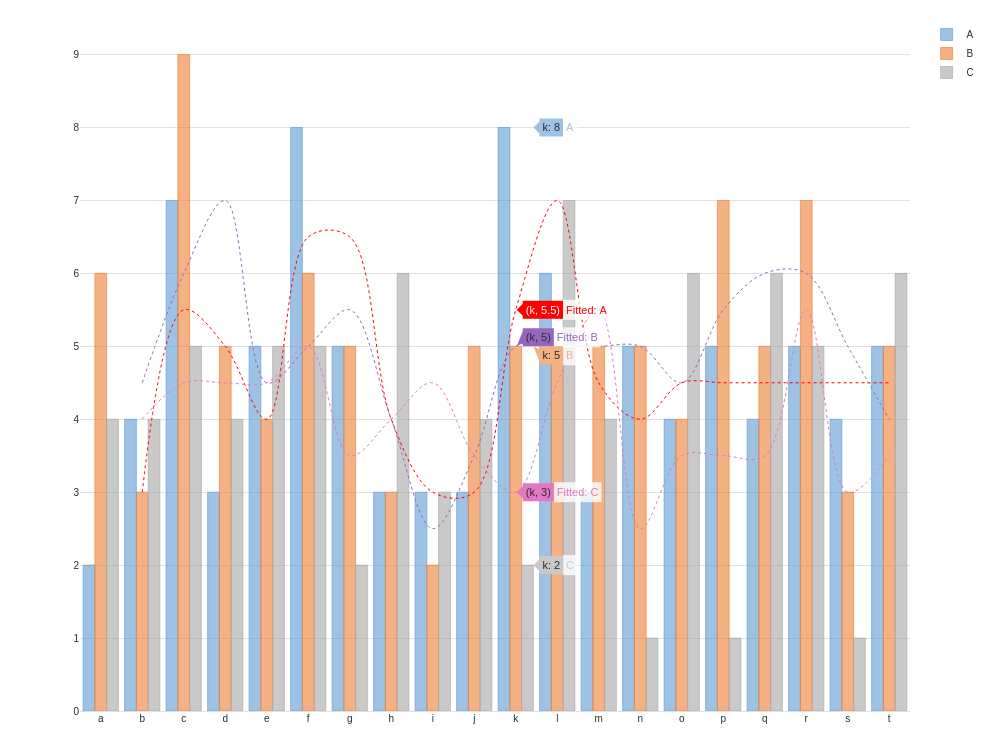 A
B
C
9
8
7
6
5
4
3
2
1
0
k: 8 A
(k, 5.5) Fitted: A
(k, 5) Fitted: B
k: 5 B
(k, 3) Fitted: C
k: 2 C
a b c d e f g h i j k l m n o p q r s t